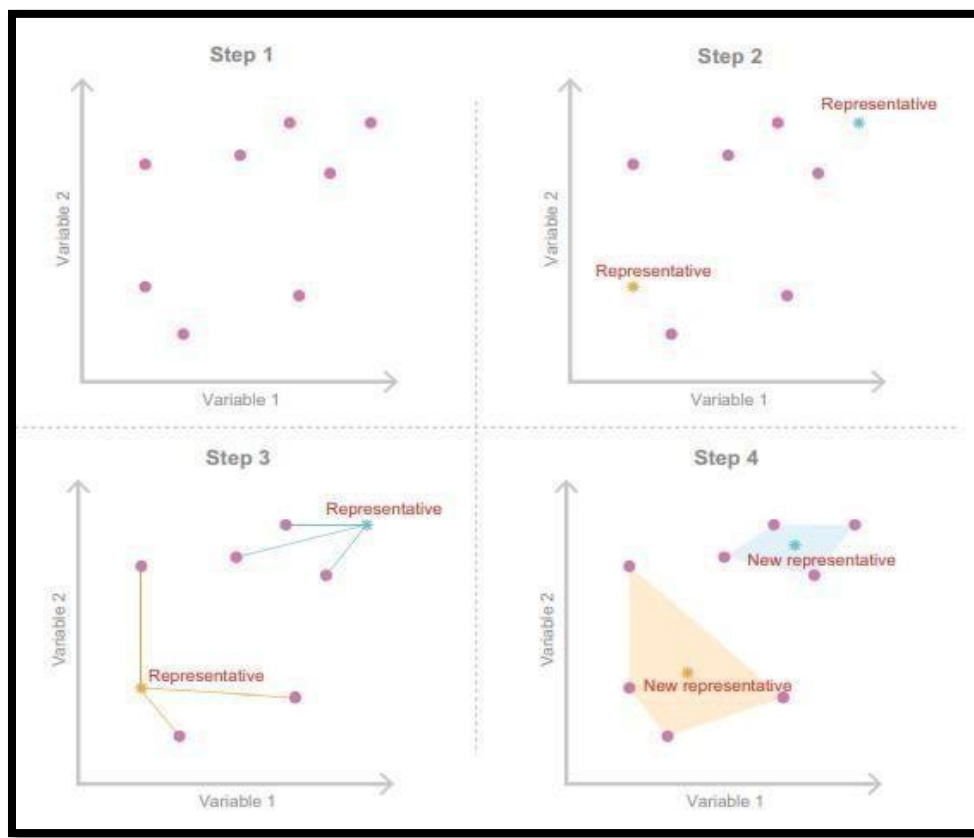 Step 1
Variable 2
Variable 1
Step 2
Representative
Representative
Variable 2
Variable 1
Step 3
Representative
Representative
Variable 2
Variable 1
Step 4
New representative
New representative
Variable 2
Variable 1